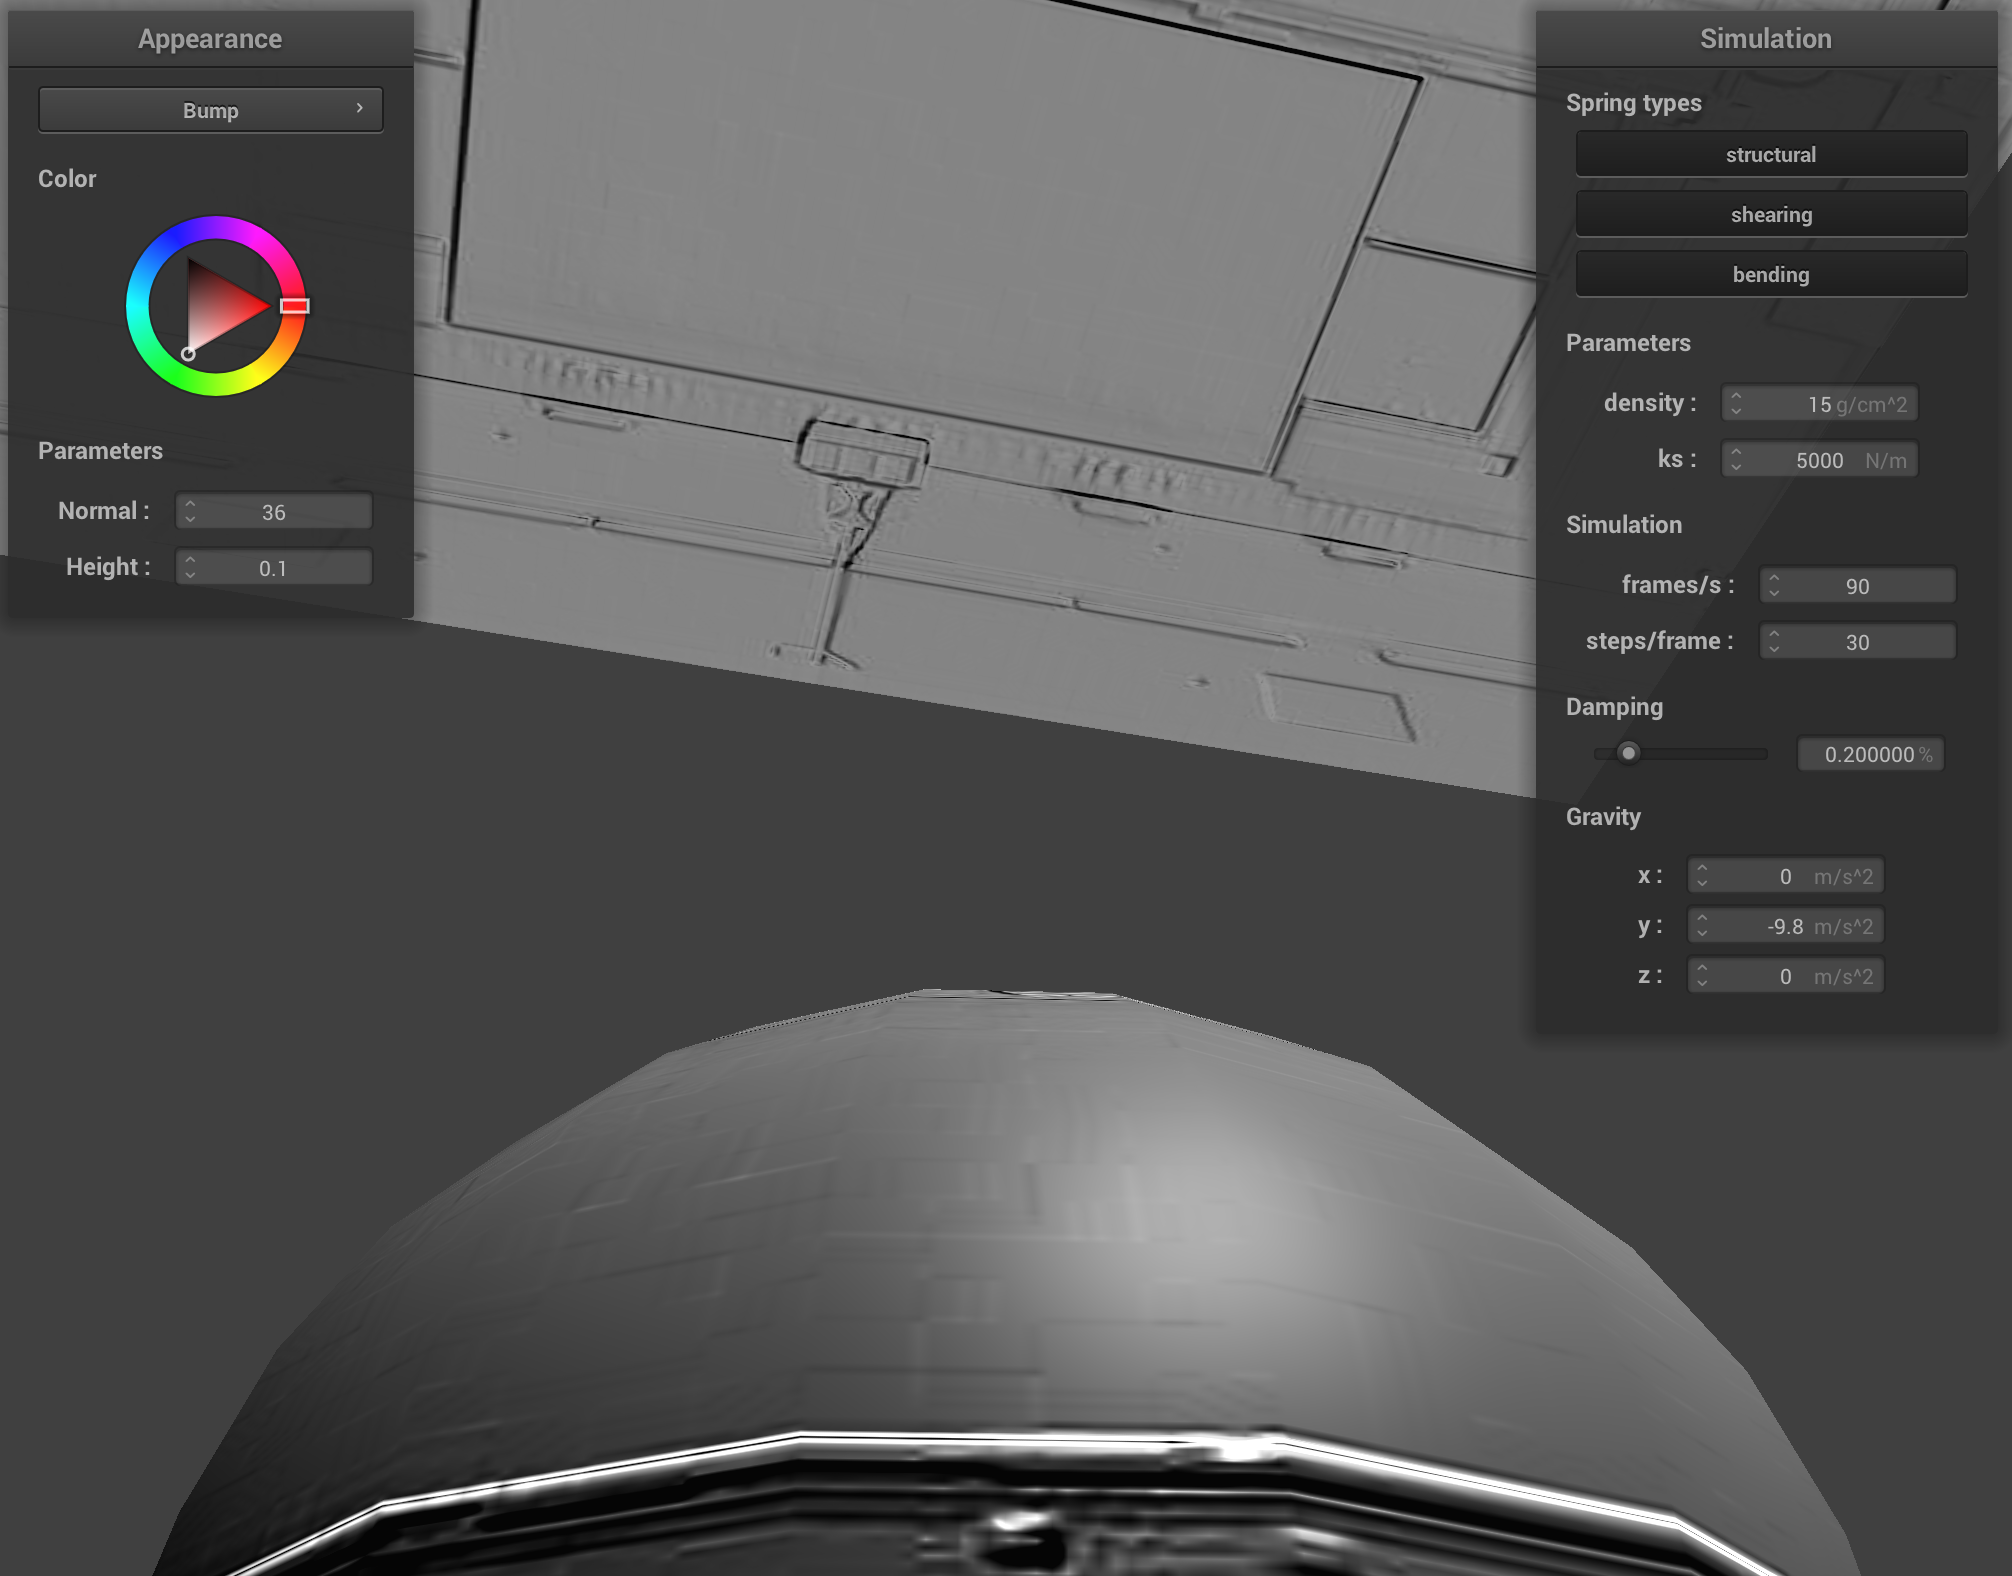 Appearance
Bump
Color
Parameters
Normal : 36
Height : 0.1
Simulation
Spring types
structural
shearing
bending
Parameters
density : 15 g/cm^2
ks : 5000 N/m
Simulation
frames/s : 90
steps/frame : 30
Damping
0.200000 %
Gravity
x : 0 m/s^2
y : -9.8 m/s^2
z : 0 m/s^2